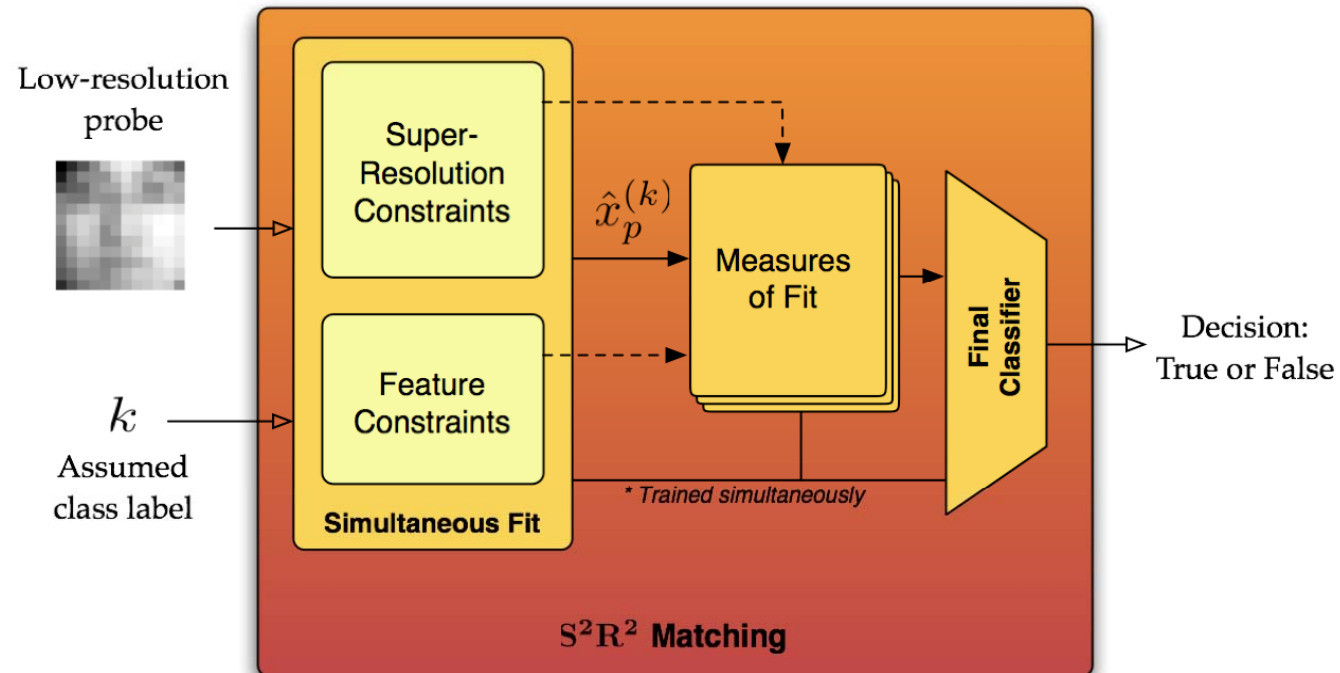 Low-resolution
probe
k
Assumed
class label
Super-
Resolution
Constraints
Feature
Constraints
Simultaneous Fit
x̂_p^(k)
Measures
of Fit
* Trained simultaneously
Final
Classifier
Decision:
True or False
S²R² Matching